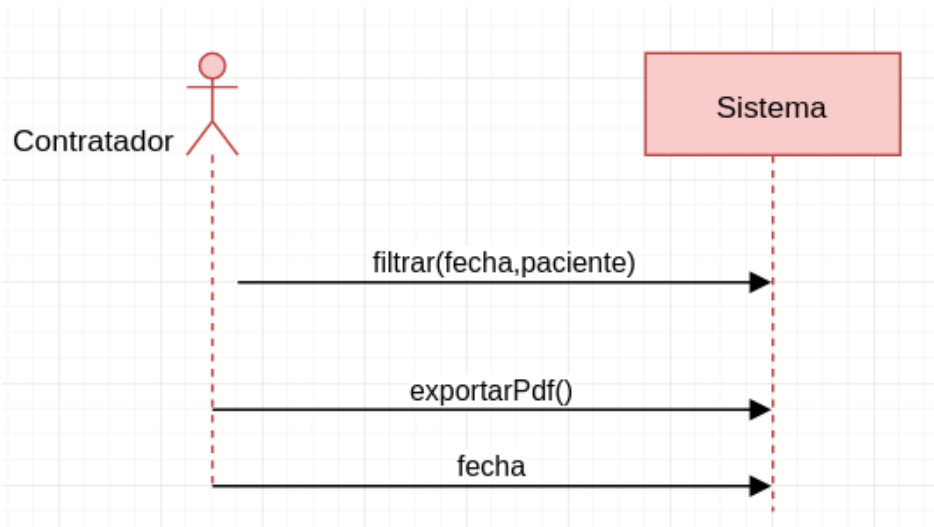 Sistema
Contratador
filtrar(fecha,paciente)
exportarPdf()
fecha